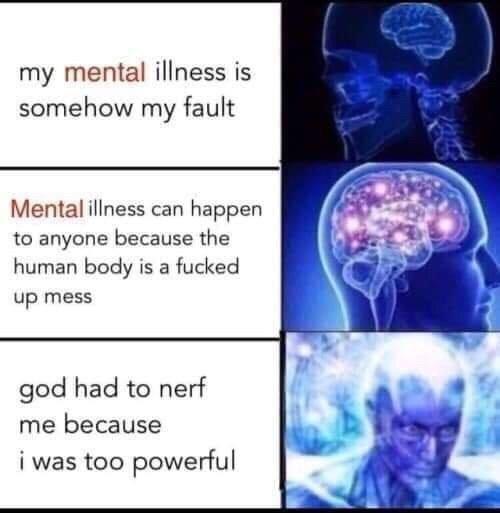 my mental illness is
somehow my fault
Mental illness can happen
to anyone because the
human body is a fucked
up mess
god had to nerf
me because
i was too powerful